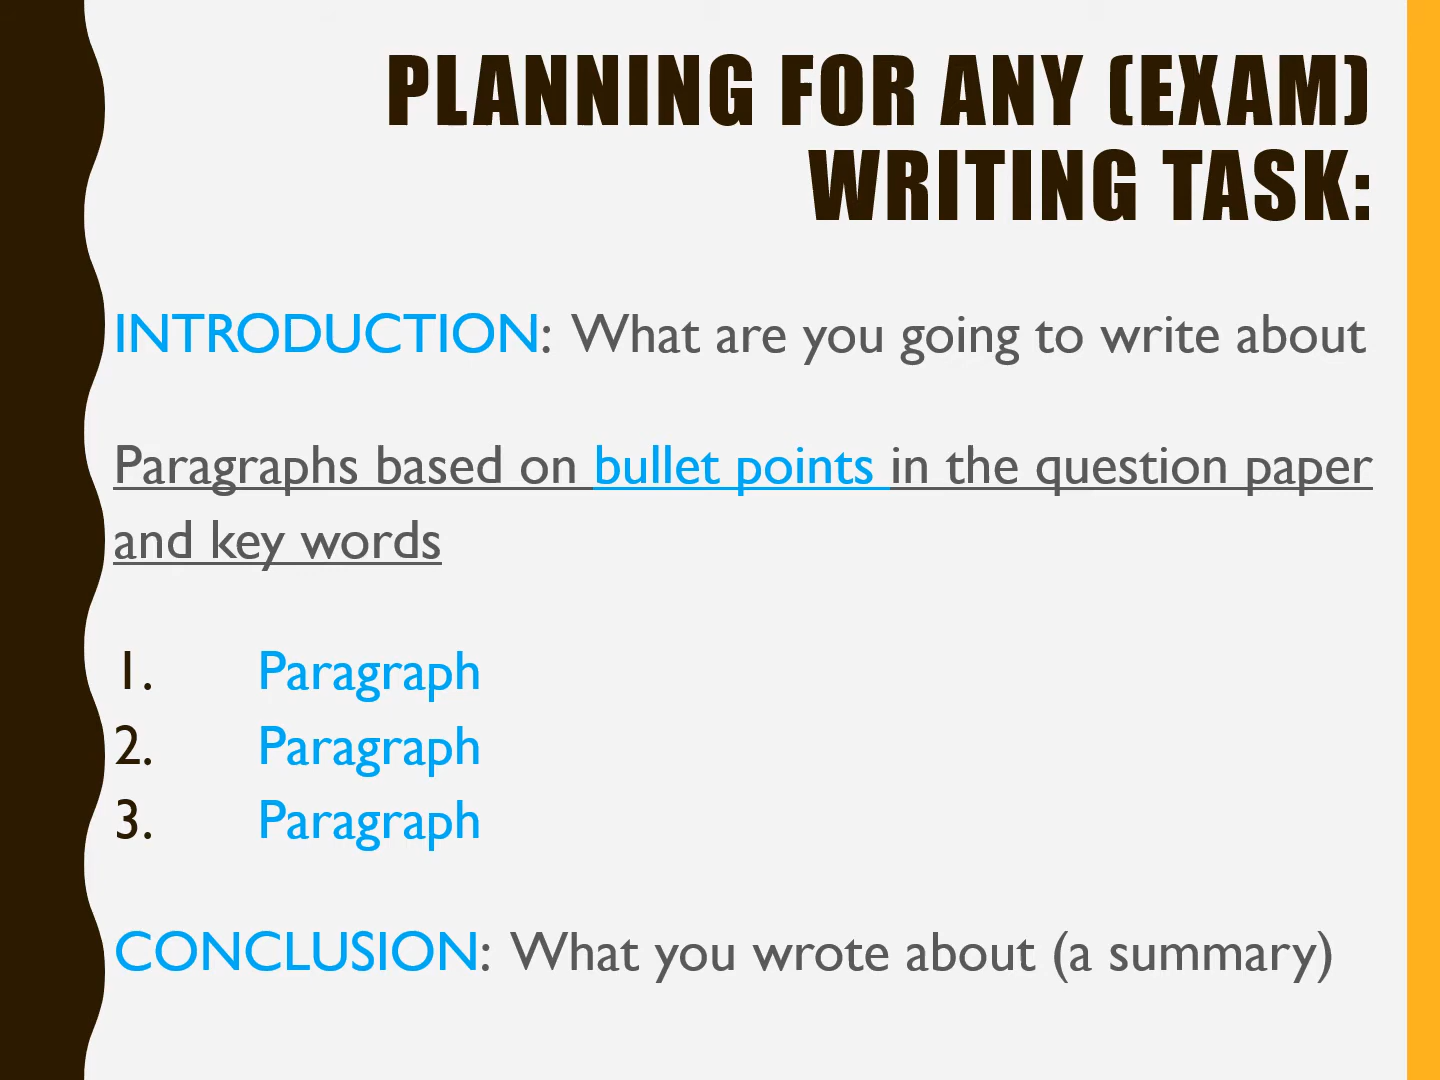 PLANNING FOR ANY (EXAM)
WRITING TASK:
INTRODUCTION: What are you going to write about
Paragraphs based on bullet points in the question paper
and key words
1. Paragraph
2. Paragraph
3. Paragraph
CONCLUSION: What you wrote about (a summary)